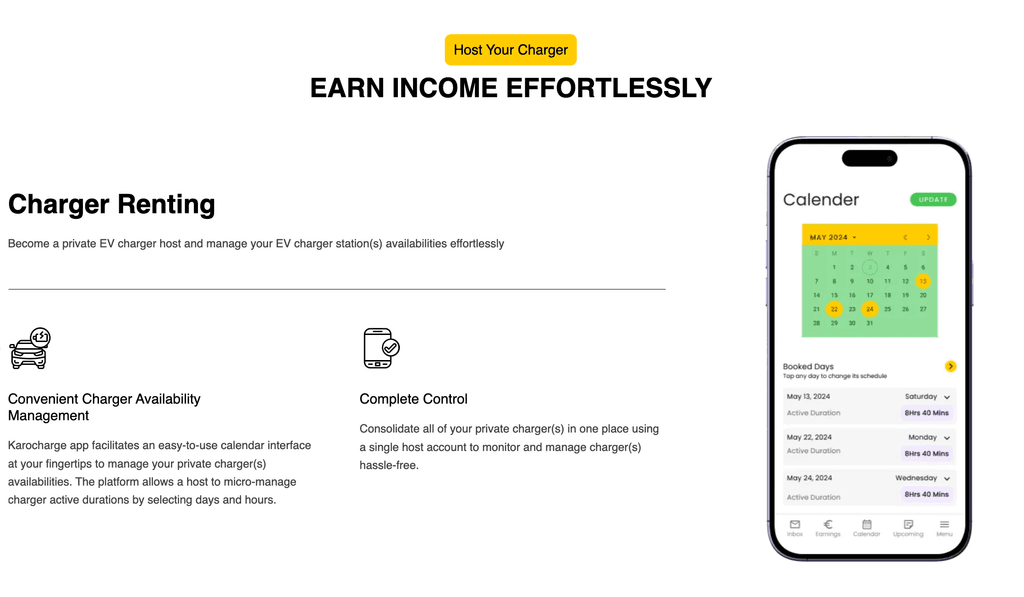 Host Your Charger
EARN INCOME EFFORTLESSLY
Charger Renting
Become a private EV charger host and manage your EV charger station(s) availabilities effortlessly
Convenient Charger Availability
Management
Karocharge app facilitates an easy-to-use calendar interface
at your fingertips to manage your private charger(s)
availabilities. The platform allows a host to micro-manage
charger active durations by selecting days and hours.
Complete Control
Consolidate all of your private charger(s) in one place using
a single host account to monitor and manage charger(s)
hassle-free.
Calender
UPDATE
MAY 2024
S M T W T F S
1 2 3 4 5 6
7 8 9 10 11 12 13
14 15 16 17 18 19 20
21 22 23 24 25 26 27
28 29 30 31
Booked Days
Tap any day to change its schedule
May 13, 2024 Saturday
Active Duration 8Hrs 40 Mins
May 22, 2024 Monday
Active Duration 8Hrs 40 Mins
May 24, 2024 Wednesday
Active Duration 8Hrs 40 Mins
Inbox Earnings Calendar Upcoming Menu